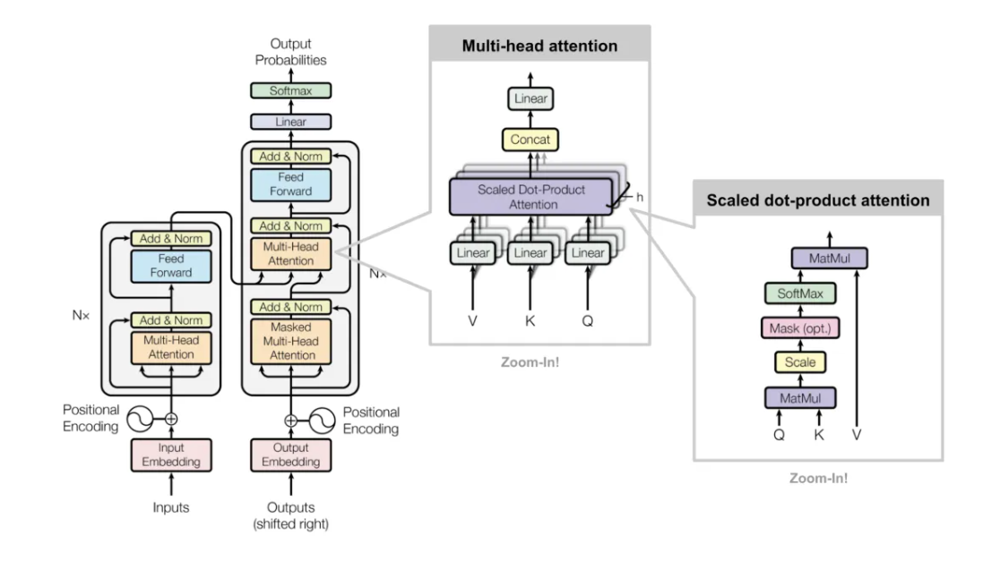 Output
Probabilities
Softmax
Linear
Add & Norm
Feed
Forward
Add & Norm
Multi-Head
Attention
Add & Norm
Masked
Multi-Head
Attention
N×
Positional
Encoding
Output
Embedding
Outputs
(shifted right)
Add & Norm
Feed
Forward
N×
Add & Norm
Multi-Head
Attention
Positional
Encoding
Input
Embedding
Inputs
Multi-head attention
Linear
Concat
Scaled Dot-Product
Attention
h
Linear Linear Linear
V K Q
Zoom-In!
Scaled dot-product attention
MatMul
SoftMax
Mask (opt.)
Scale
MatMul
Q K V
Zoom-In!